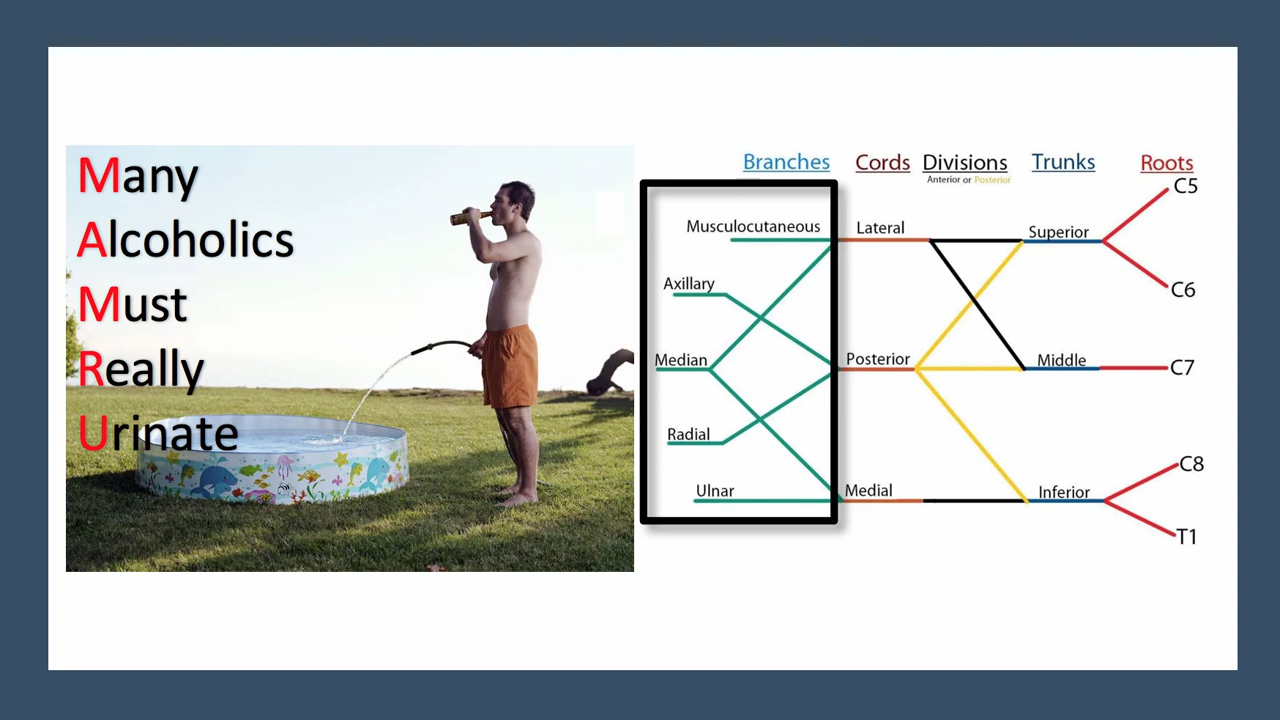 Many
Alcoholics
Must
Really
Urinate
Branches Cords Divisions Trunks Roots
Anterior or Posterior
C5
Musculocutaneous Lateral Superior
Axillary
C6
Median Posterior Middle C7
Radial
C8
Ulnar Medial Inferior
T1